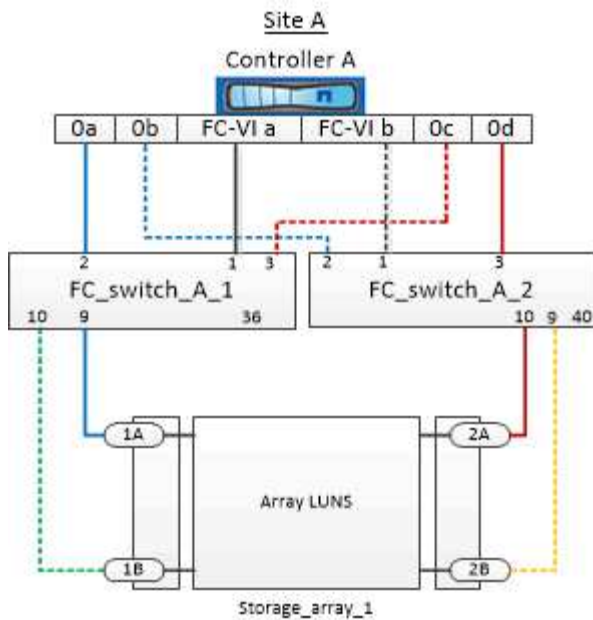 Site A
Controller A
n
0a 0b FC-VI a FC-VI b 0c 0d
2 1 3 2 1 3
FC_switch_A_1 FC_switch_A_2
10 9 36 10 9 40
1A 2A
Array LUNS
1B 2B
Storage_array_1